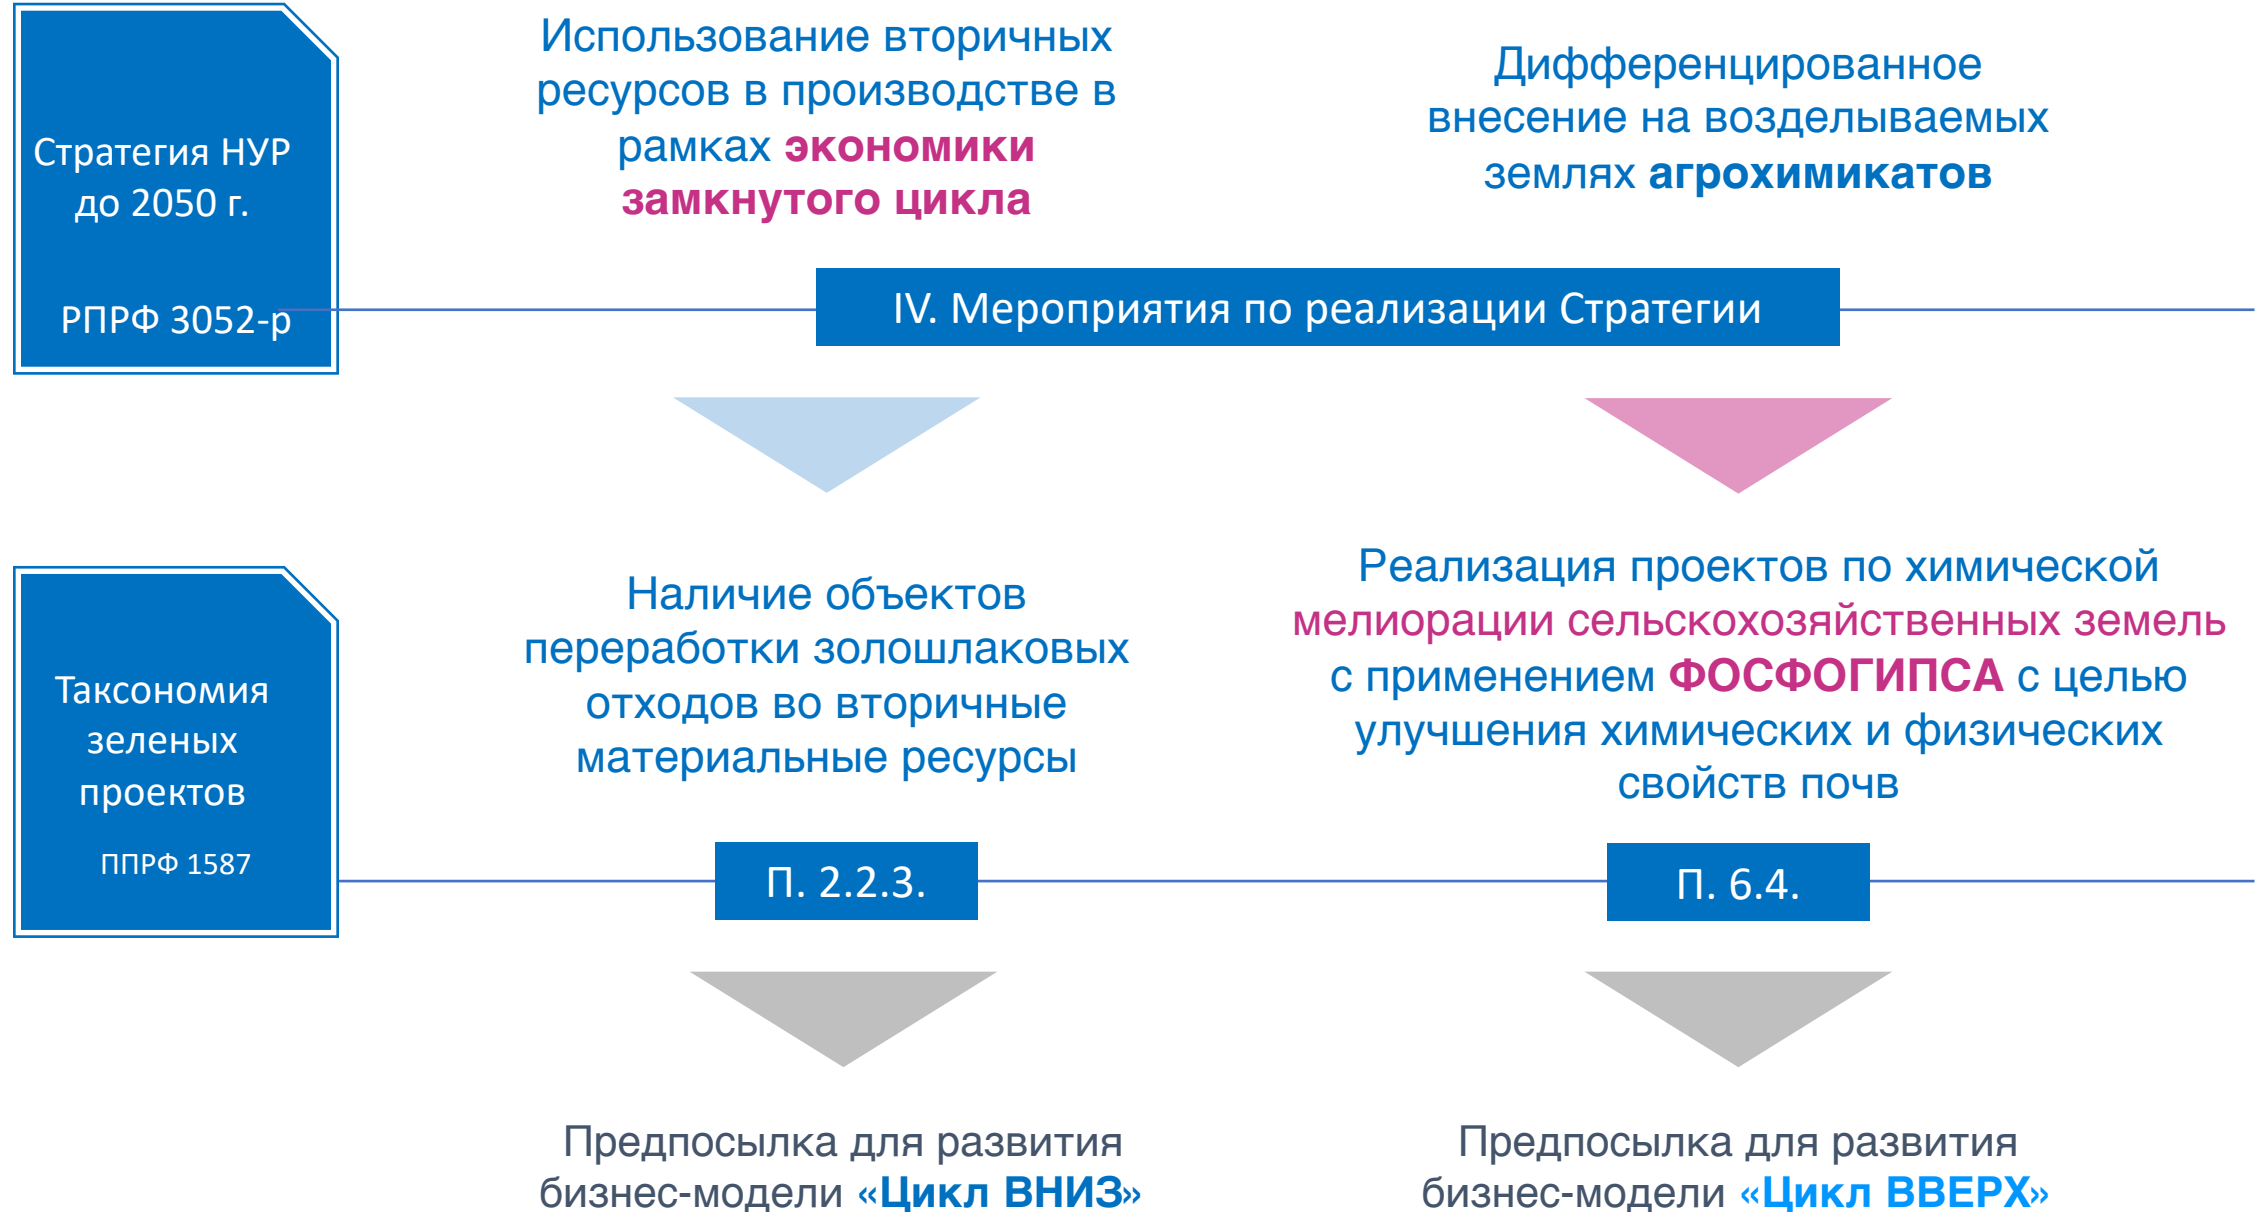 Стратегия НУР
до 2050 г.
РПРФ 3052-р
Использование вторичных
ресурсов в производстве в
рамках экономики
замкнутого цикла
Дифференцированное
внесение на возделываемых
землях агрохимикатов
IV. Мероприятия по реализации Стратегии
Таксономия
зеленых
проектов
ППРФ 1587
Наличие объектов
переработки золошлаковых
отходов во вторичные
материальные ресурсы
Реализация проектов по химической
мелиорации сельскохозяйственных земель
с применением ФОСФОГИПСА с целью
улучшения химических и физических
свойств почв
П. 2.2.3.
П. 6.4.
Предпосылка для развития
бизнес-модели «Цикл ВНИЗ»
Предпосылка для развития
бизнес-модели «Цикл ВВЕРХ»